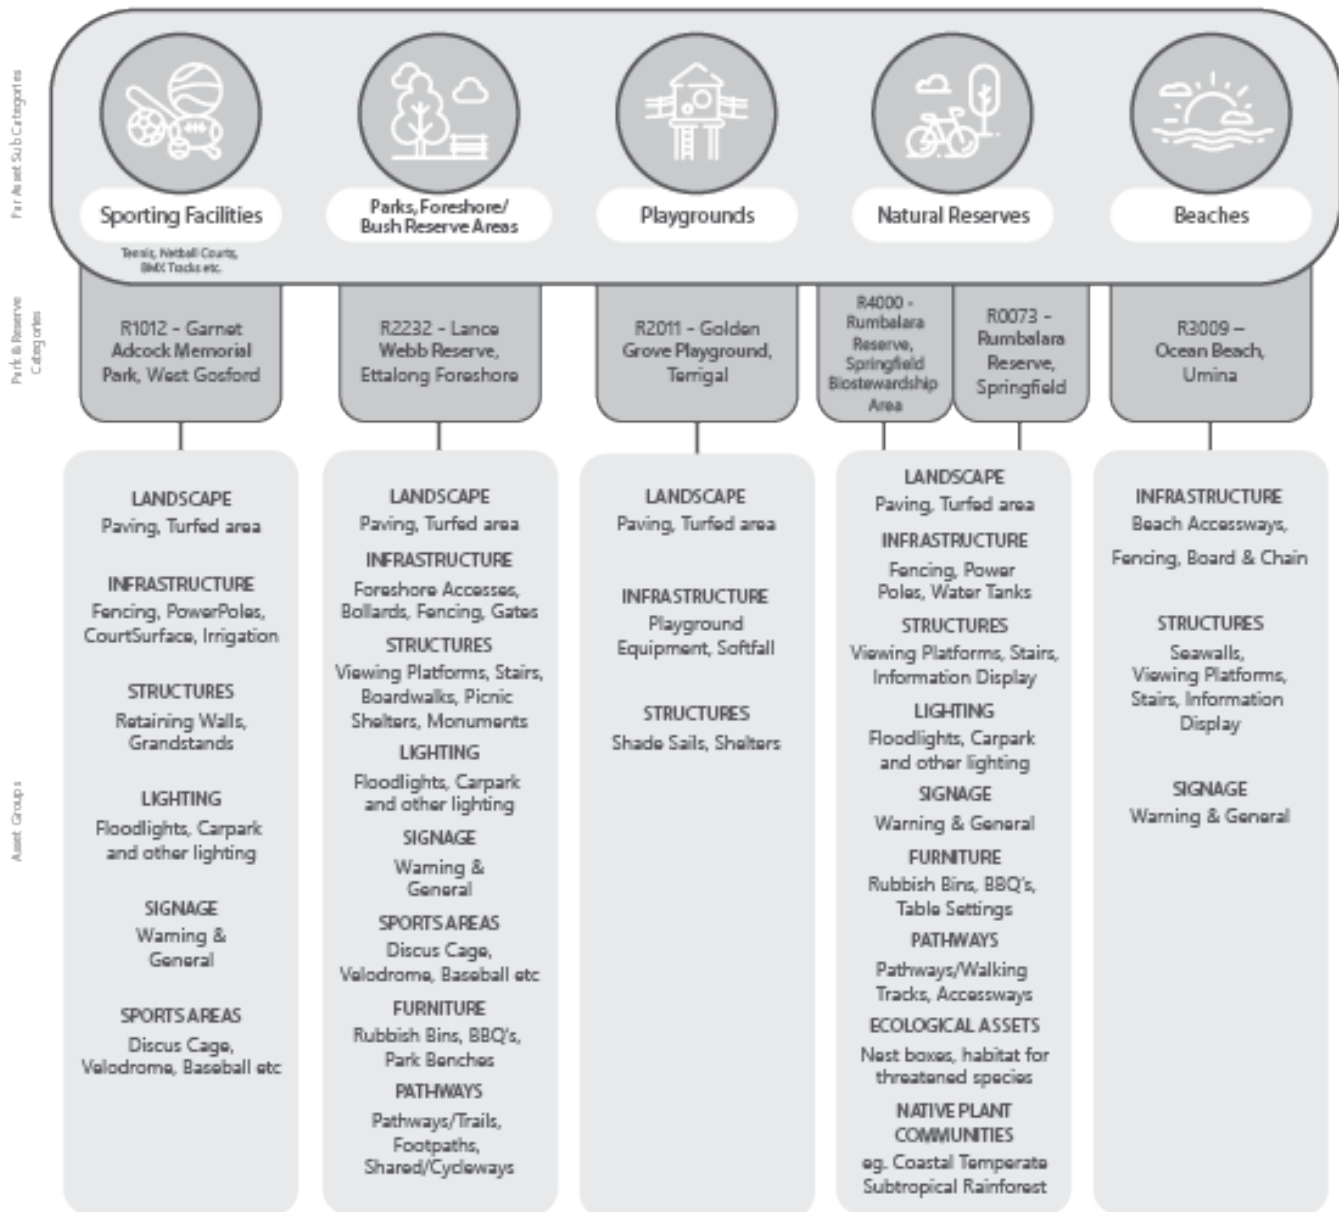 Par Asset Sub Categories
Sporting Facilities
Tennis, Netball Courts,
BMX Tracks etc.
Parks, Foreshore/
Bush Reserve Areas
Playgrounds
Natural Reserves
Beaches
Park & Reserve
Categories
R1012 - Garnet
Adcock Memorial
Park, West Gosford
R2232 - Lance
Webb Reserve,
Ettalong Foreshore
R2011 - Golden
Grove Playground,
Terrigal
R4000 -
Rumbalara
Reserve,
Springfield
Biostewardship
Area
R0073 -
Rumbalara
Reserve,
Springfield
R3009 –
Ocean Beach,
Umina
Asset Groups
LANDSCAPE
Paving, Turfed area
INFRASTRUCTURE
Fencing, PowerPoles,
CourtSurface, Irrigation
STRUCTURES
Retaining Walls,
Grandstands
LIGHTING
Floodlights, Carpark
and other lighting
SIGNAGE
Warning &
General
SPORTS AREAS
Discus Cage,
Velodrome, Baseball etc
LANDSCAPE
Paving, Turfed area
INFRASTRUCTURE
Foreshore Accesses,
Bollards, Fencing, Gates
STRUCTURES
Viewing Platforms, Stairs,
Boardwalks, Picnic
Shelters, Monuments
LIGHTING
Floodlights, Carpark
and other lighting
SIGNAGE
Warning &
General
SPORTS AREAS
Discus Cage,
Velodrome, Baseball etc
FURNITURE
Rubbish Bins, BBQ's,
Park Benches
PATHWAYS
Pathways/Trails,
Footpaths,
Shared/Cycleways
LANDSCAPE
Paving, Turfed area
INFRASTRUCTURE
Playground
Equipment, Softfall
STRUCTURES
Shade Sails, Shelters
LANDSCAPE
Paving, Turfed area
INFRASTRUCTURE
Fencing, Power
Poles, Water Tanks
STRUCTURES
Viewing Platforms, Stairs,
Information Display
LIGHTING
Floodlights, Carpark
and other lighting
SIGNAGE
Warning & General
FURNITURE
Rubbish Bins, BBQ's,
Table Settings
PATHWAYS
Pathways/Walking
Tracks, Accessways
ECOLOGICAL ASSETS
Nest boxes, habitat for
threatened species
NATIVE PLANT
COMMUNITIES
eg. Coastal Temperate
Subtropical Rainforest
INFRASTRUCTURE
Beach Accessways,
Fencing, Board & Chain
STRUCTURES
Seawalls,
Viewing Platforms,
Stairs, Information
Display
SIGNAGE
Warning & General